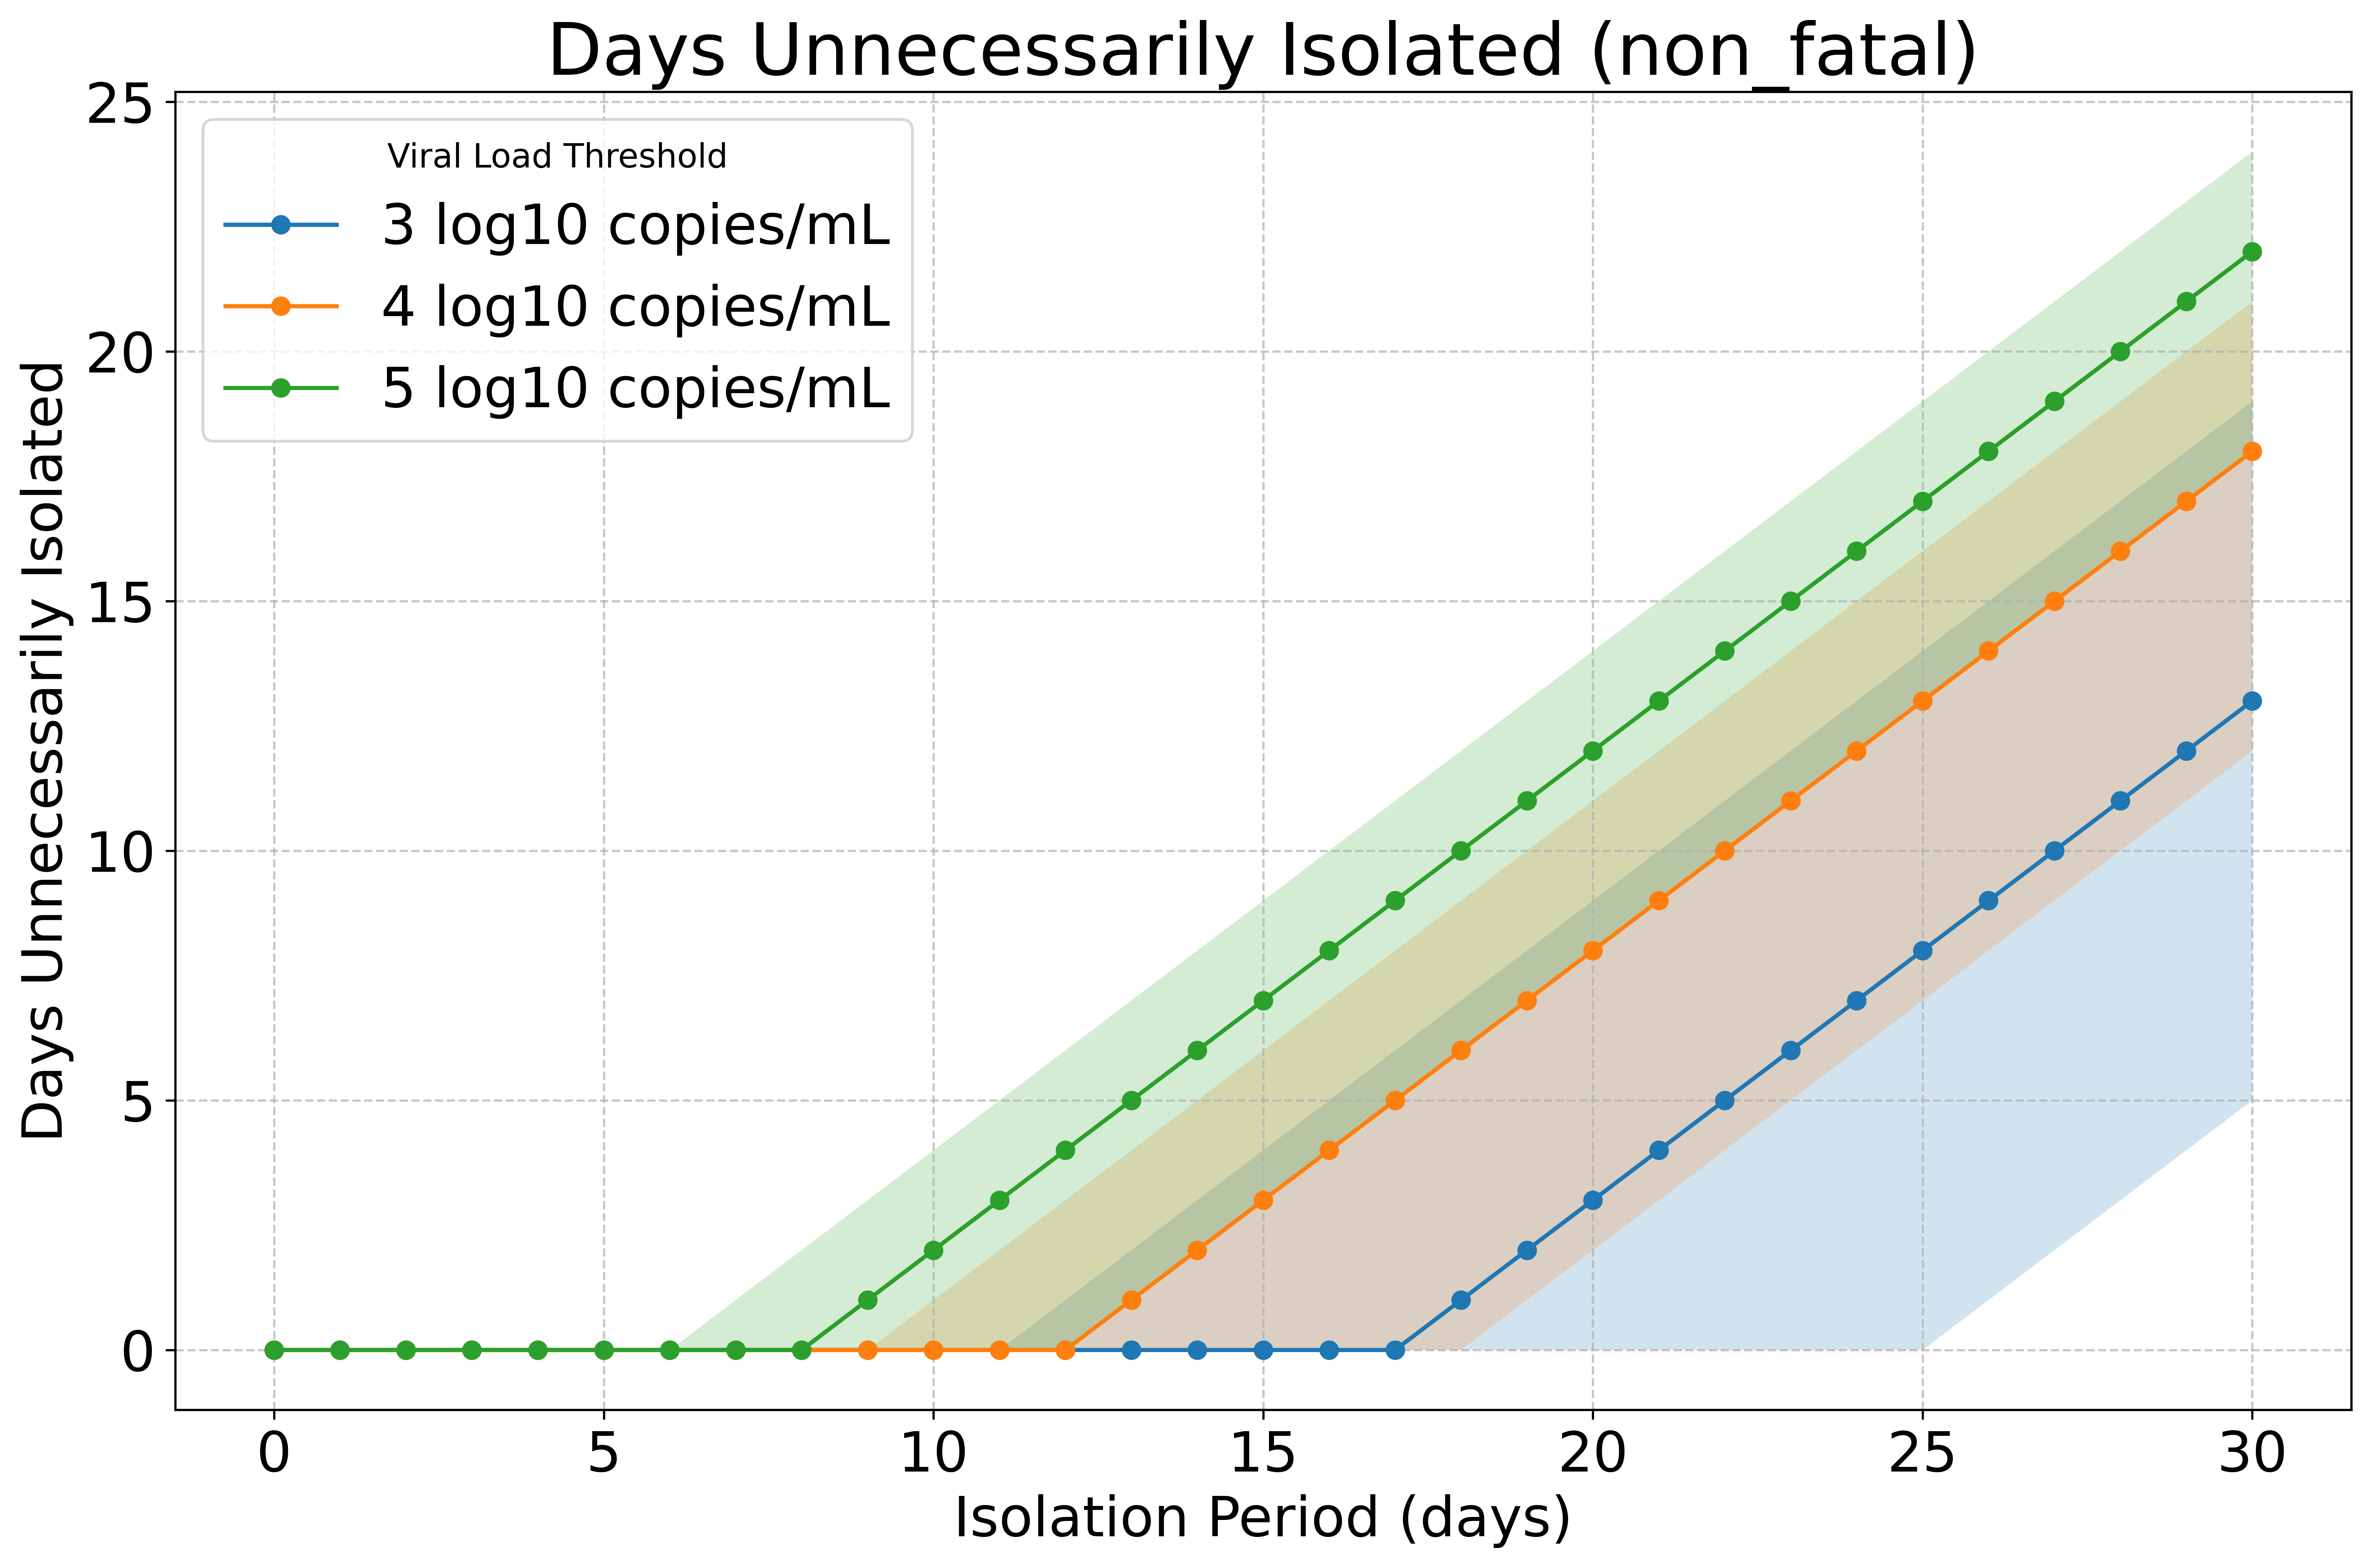 Days Unnecessarily Isolated (non_fatal)
Viral Load Threshold
3 log10 copies/mL
4 log10 copies/mL
5 log10 copies/mL
Days Unnecessarily Isolated
25
20
15
10
5
0
0 5 10 15 20 25 30
Isolation Period (days)